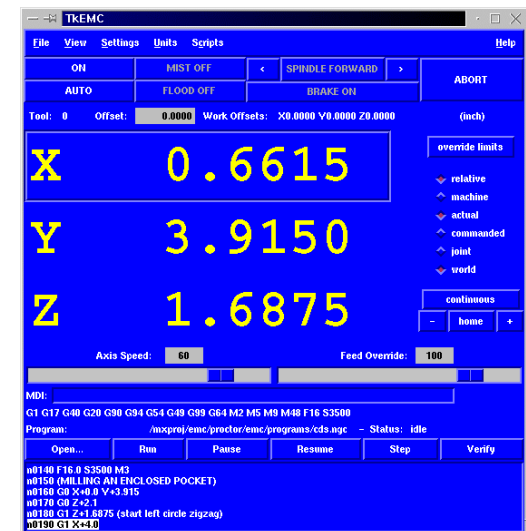 TkEMC
File View Settings Units Scripts Help
ON MIST OFF < SPINDLE FORWARD > ABORT
AUTO FLOOD OFF BRAKE ON
Tool: 0 Offset: 0.0000 Work Offsets: X0.0000 Y0.0000 Z0.0000 (inch)
X 0.6615
Y 3.9150
Z 1.6875
override limits
relative
machine
actual
commanded
joint
world
continuous
- home +
Axis Speed: 60 Feed Override: 100
MDI:
G1 G17 G40 G20 G90 G94 G54 G49 G99 G64 M2 M5 M9 M48 F16 S3500
Program: /mxproj/emc/proctor/emc/programs/cds.ngc - Status: idle
Open... Run Pause Resume Step Verify
n0140 F16.0 S3500 M3
n0150 (MILLING AN ENCLOSED POCKET)
n0160 G0 X+0.0 Y+3.915
n0170 G0 Z+2.1
n0180 G1 Z+1.6875 (start left circle zigzag)
n0190 G1 X+4.0